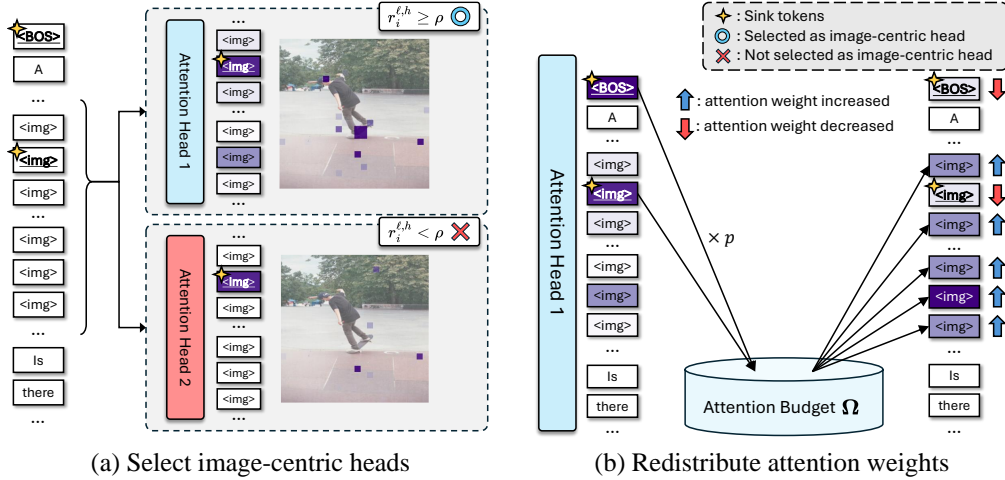 <BOS>
A
...
<img>
<img>
<img>
...
<img>
<img>
<img>
...
Is
there
...
Attention Head 1
...
<img>
<img>
<img>
...
<img>
<img>
<img>
...
r_i^{ℓ,h} ≥ ρ
Attention Head 2
...
<img>
<img>
<img>
...
<img>
<img>
<img>
...
r_i^{ℓ,h} < ρ
(a) Select image-centric heads
: Sink tokens
: Selected as image-centric head
: Not selected as image-centric head
Attention Head 1
<BOS>
A
...
<img>
<img>
<img>
...
<img>
<img>
<img>
...
Is
there
...
: attention weight increased
: attention weight decreased
× p
Attention Budget Ω
<BOS>
A
...
<img>
<img>
<img>
...
<img>
<img>
<img>
...
Is
there
...
(b) Redistribute attention weights